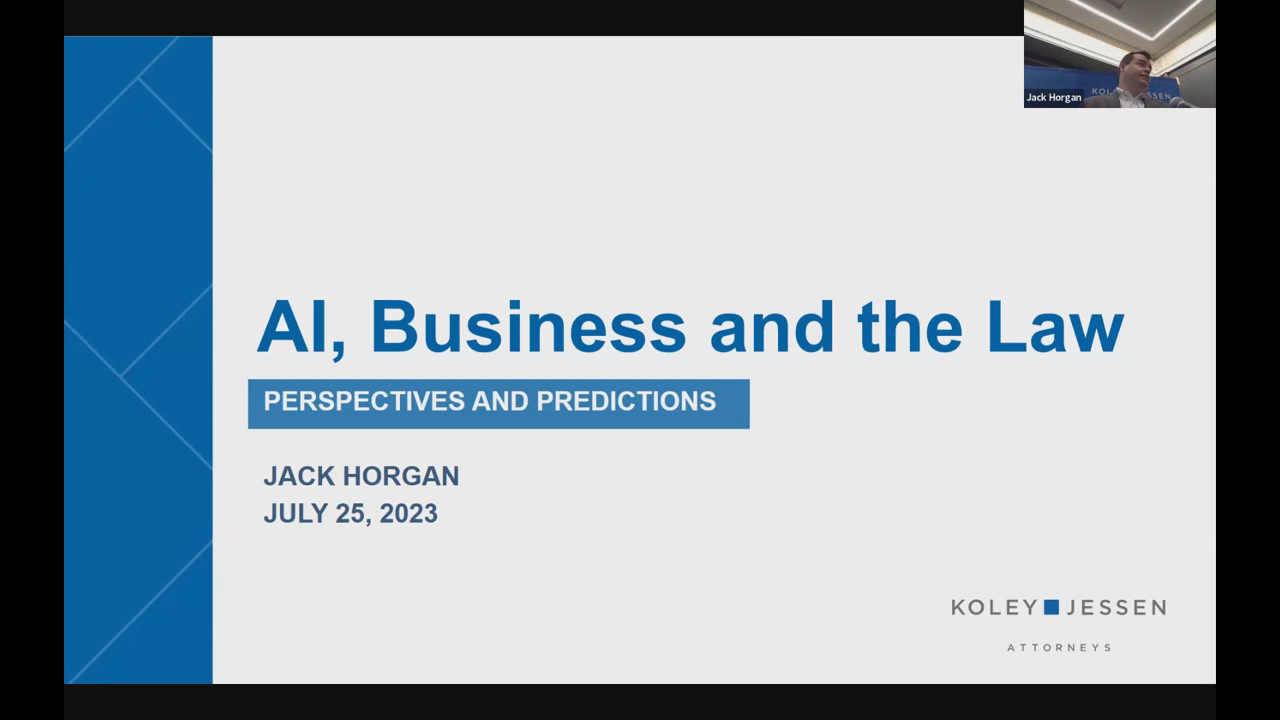 Jack Horgan
AI, Business and the Law
PERSPECTIVES AND PREDICTIONS
JACK HORGAN
JULY 25, 2023
KOLEY JESSEN
ATTORNEYS